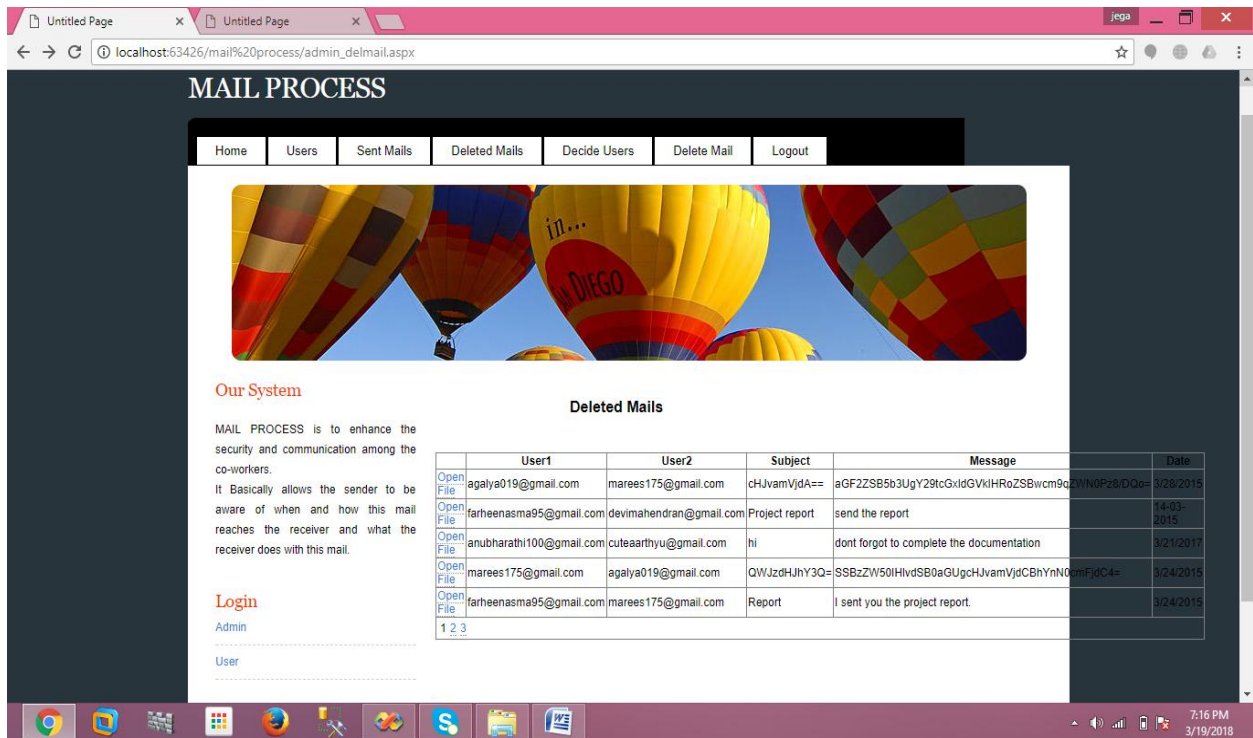 Untitled Page
Untitled Page
jega
localhost:63426/mail%20process/admin_delmail.aspx
MAIL PROCESS
Home Users Sent Mails Deleted Mails Decide Users Delete Mail Logout
in...
SAN DIEGO
Our System
MAIL PROCESS is to enhance the
security and communication among the
co-workers.
It Basically allows the sender to be
aware of when and how this mail
reaches the receiver and what the
receiver does with this mail.
Login
Admin
User
Deleted Mails
User1 User2 Subject Message Date
Open File agalya019@gmail.com marees175@gmail.com cHJvamVjdA== 3/28/2015
Open File farheenasma95@gmail.com devimahendran@gmail.com Project report send the report 14-03-2015
Open File anubharathi100@gmail.com cuteaarthyu@gmail.com hi dont forgot to complete the documentation 3/21/2017
Open File marees175@gmail.com agalya019@gmail.com QWJzdHJhY3Q= 3/24/2015
Open File farheenasma95@gmail.com marees175@gmail.com Report I sent you the project report. 3/24/2015
1 2 3
7:16 PM
3/19/2018